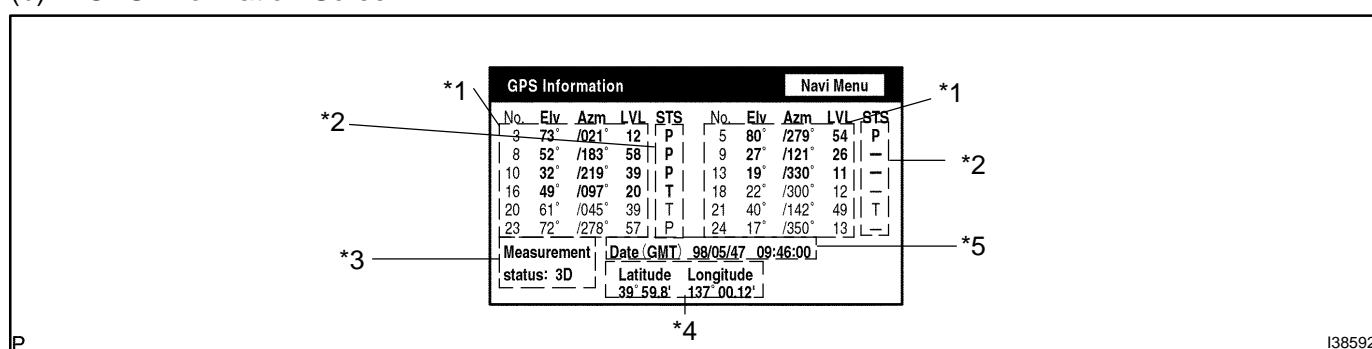 GPS Information Navi Menu
*1 *1
No. Elv Azm LVL STS No. Elv Azm LVL STS
*2
3 73° /021° 12 P 5 80° /279° 54 P
8 52° /183° 58 P 9 27° /121° 26 —
*2
10 32° /219° 39 P 13 19° /330° 11 —
16 49° /097° 20 T 18 22° /300° 12 —
20 61° /045° 39 T 21 40° /142° 49 T
23 72° /278° 57 P 24 17° /350° 13 —
*3
Measurement
status: 3D
Date (GMT) 98/05/47 09:46:00
*5
Latitude Longitude
39°59.8' 137°00.12'
*4
P
I38592